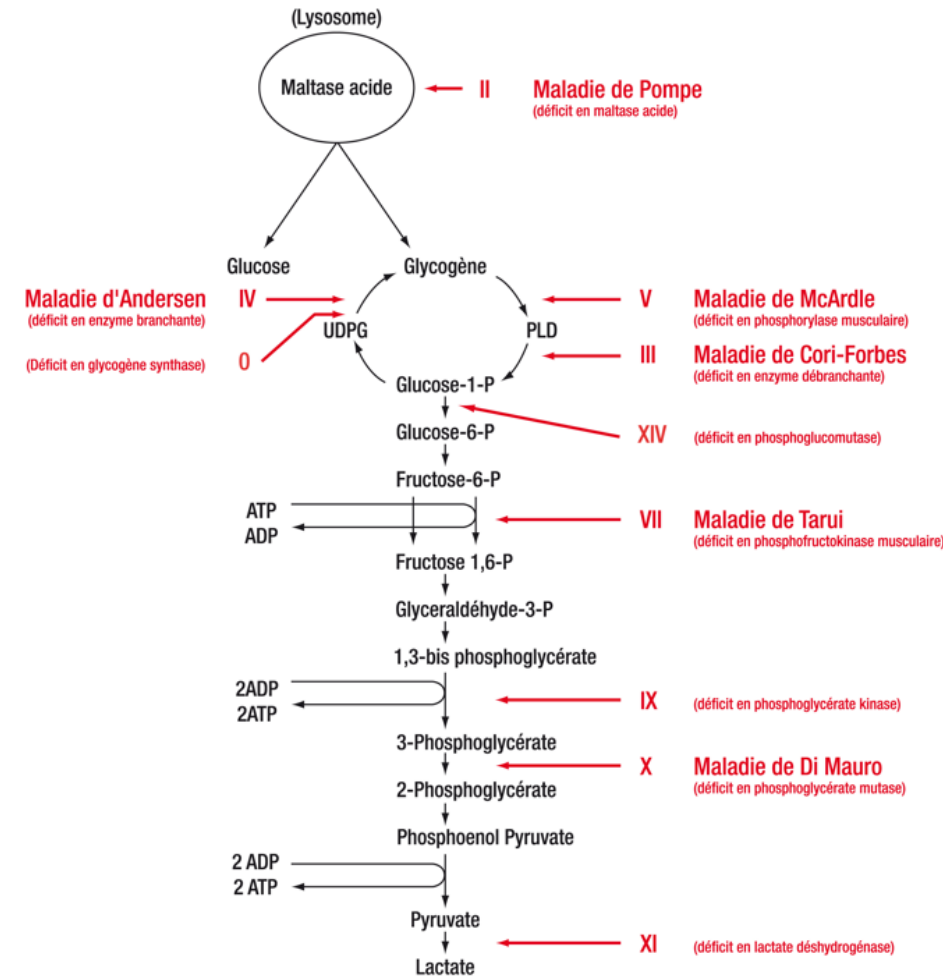 (Lysosome)
Maltase acide
II
Maladie de Pompe
(déficit en maltase acide)
Glucose
Glycogène
Maladie d'Andersen
IV
(déficit en enzyme branchante)
V
Maladie de McArdle
(déficit en phosphorylase musculaire)
UDPG
PLD
(Déficit en glycogène synthase)
0
III
Maladie de Cori-Forbes
(déficit en enzyme débranchante)
Glucose-1-P
Glucose-6-P
XIV
(déficit en phosphoglucomutase)
Fructose-6-P
ATP
ADP
VII
Maladie de Tarui
(déficit en phosphofructokinase musculaire)
Fructose 1,6-P
Glyceraldéhyde-3-P
1,3-bis phosphoglycérate
2ADP
2ATP
IX
(déficit en phosphoglycérate kinase)
3-Phosphoglycérate
X
Maladie de Di Mauro
(déficit en phosphoglycérate mutase)
2-Phosphoglycérate
Phosphoenol Pyruvate
2 ADP
2 ATP
Pyruvate
XI
(déficit en lactate déshydrogénase)
Lactate